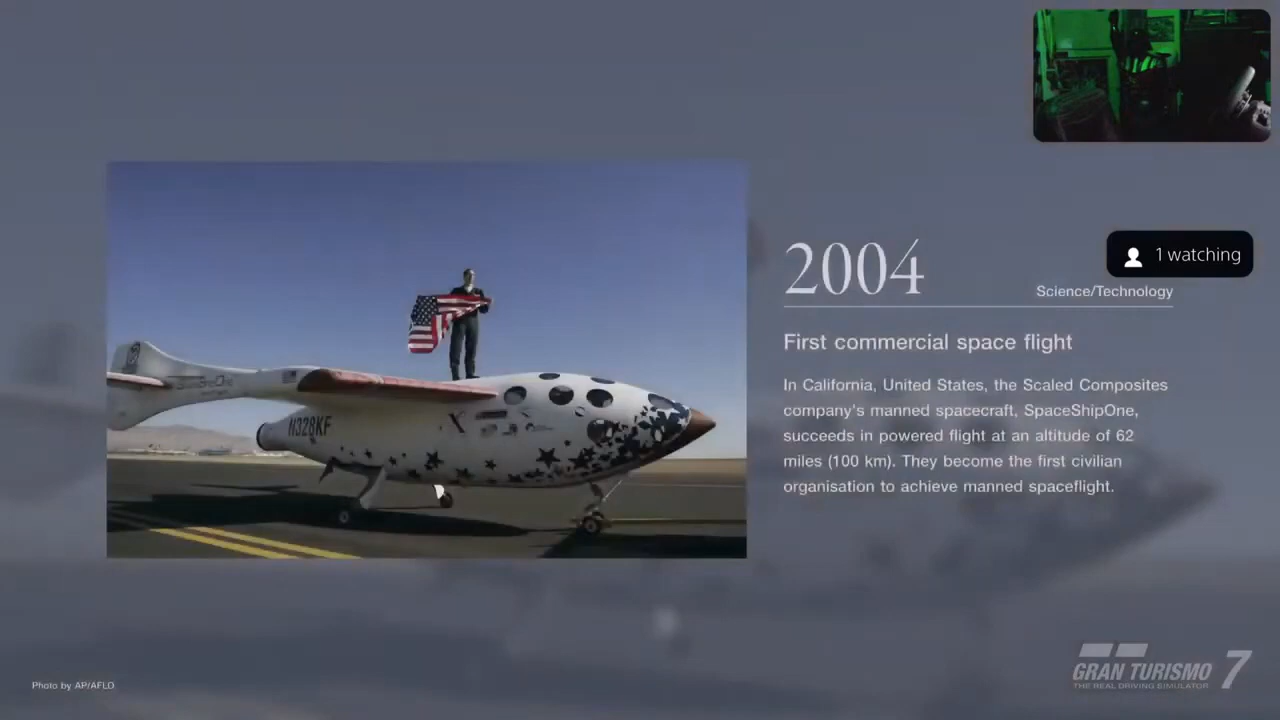 1 watching
2004
Science/Technology
First commercial space flight
In California, United States, the Scaled Composites
company's manned spacecraft, SpaceShipOne,
succeeds in powered flight at an altitude of 62
miles (100 km). They become the first civilian
organisation to achieve manned spaceflight.
N328KF
GRAN TURISMO 7
THE REAL DRIVING SIMULATOR
Photo by AP/AFLO